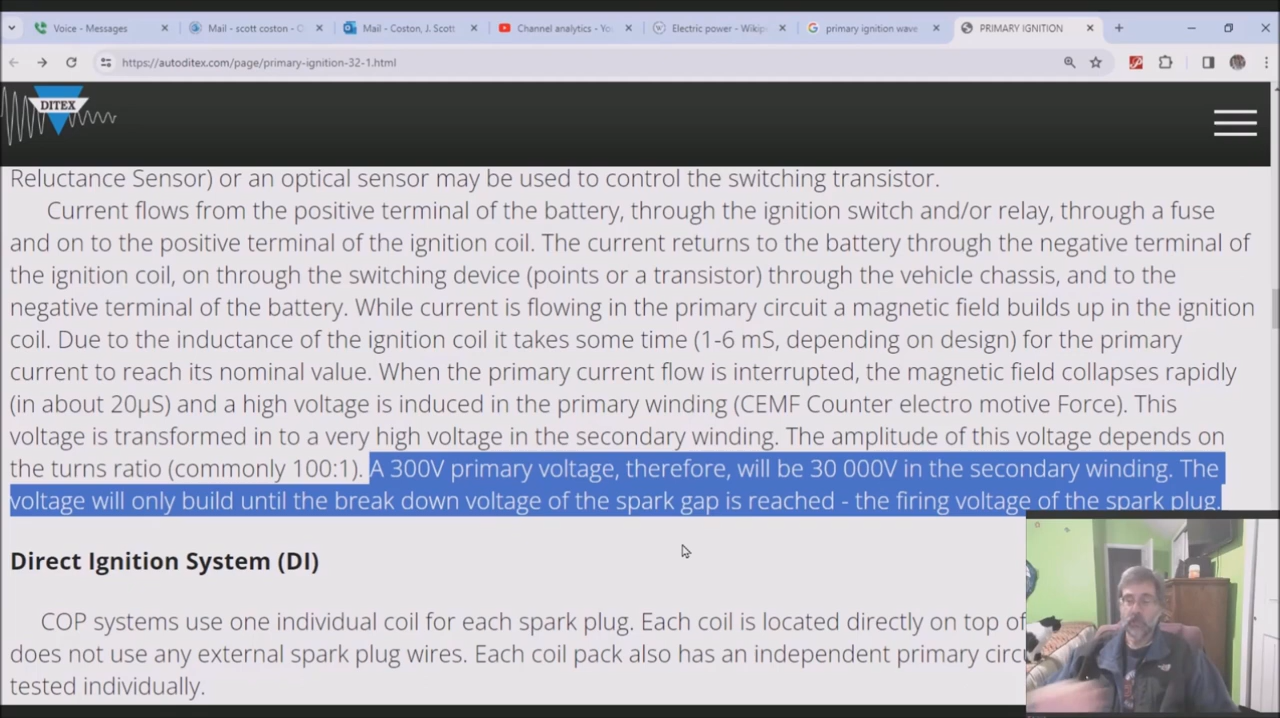 Voice - Messages
Mail - scott coston - O
Mail - Coston, J. Scott
Channel analytics - Yo
Electric power - Wikip
primary ignition wave
PRIMARY IGNITION
https://autoditex.com/page/primary-ignition-32-1.html
DITEX
Reluctance Sensor) or an optical sensor may be used to control the switching transistor.
Current flows from the positive terminal of the battery, through the ignition switch and/or relay, through a fuse
and on to the positive terminal of the ignition coil. The current returns to the battery through the negative terminal of
the ignition coil, on through the switching device (points or a transistor) through the vehicle chassis, and to the
negative terminal of the battery. While current is flowing in the primary circuit a magnetic field builds up in the ignition
coil. Due to the inductance of the ignition coil it takes some time (1-6 mS, depending on design) for the primary
current to reach its nominal value. When the primary current flow is interrupted, the magnetic field collapses rapidly
(in about 20µS) and a high voltage is induced in the primary winding (CEMF Counter electro motive Force). This
voltage is transformed in to a very high voltage in the secondary winding. The amplitude of this voltage depends on
the turns ratio (commonly 100:1). A 300V primary voltage, therefore, will be 30 000V in the secondary winding. The
voltage will only build until the break down voltage of the spark gap is reached - the firing voltage of the spark plug.
Direct Ignition System (DI)
COP systems use one individual coil for each spark plug. Each coil is located directly on top of
does not use any external spark plug wires. Each coil pack also has an independent primary circu
tested individually.